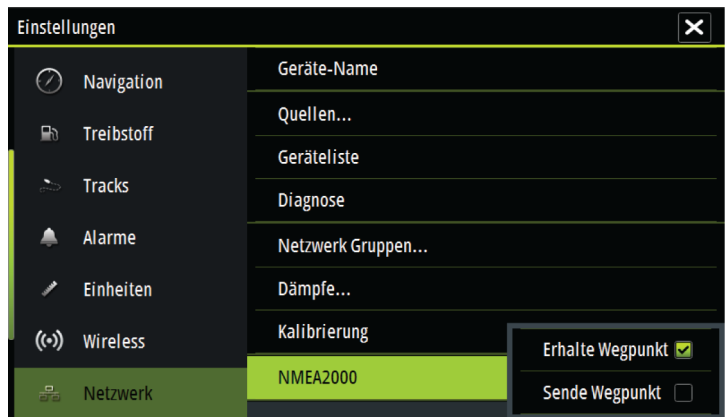 Einstellungen
Navigation
Treibstoff
Tracks
Alarme
Einheiten
Wireless
Netzwerk
Geräte-Name
Quellen...
Geräteliste
Diagnose
Netzwerk Gruppen...
Dämpfe...
Kalibrierung
NMEA2000
Erhalte Wegpunkt
Sende Wegpunkt